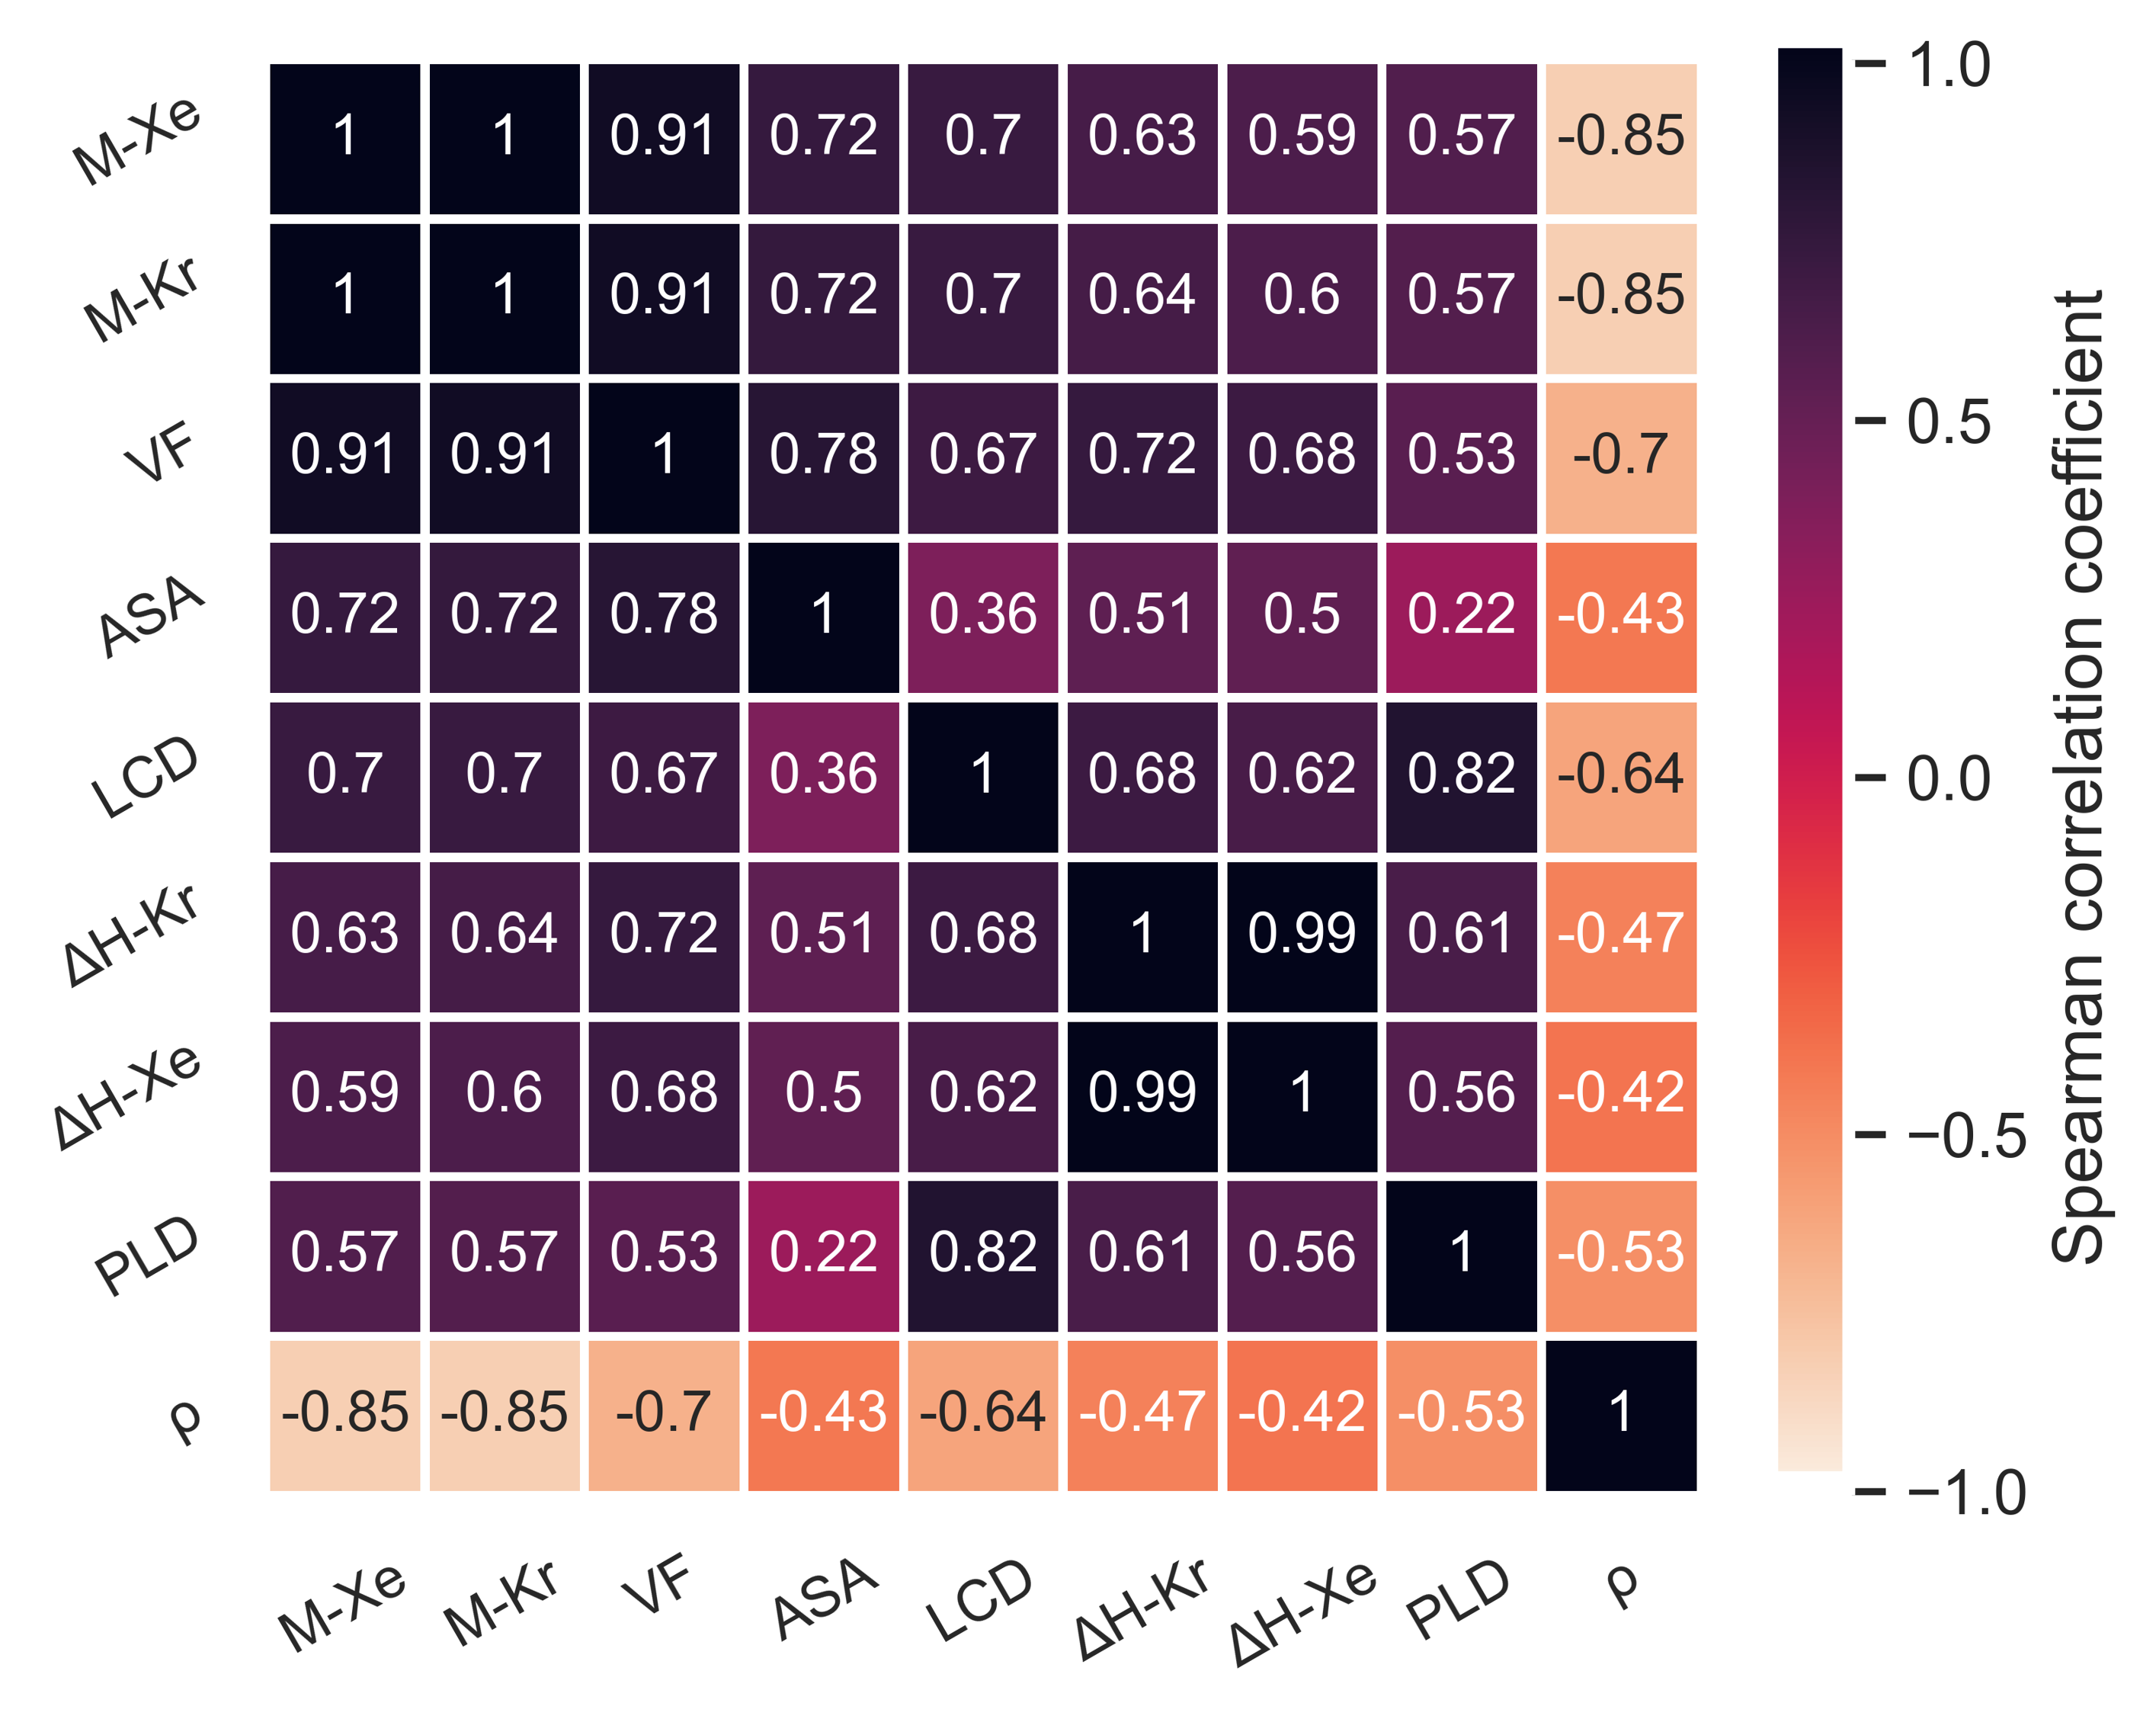 M-Xe 1 1 0.91 0.72 0.7 0.63 0.59 0.57 -0.85
M-Kr 1 1 0.91 0.72 0.7 0.64 0.6 0.57 -0.85
VF 0.91 0.91 1 0.78 0.67 0.72 0.68 0.53 -0.7
ASA 0.72 0.72 0.78 1 0.36 0.51 0.5 0.22 -0.43
LCD 0.7 0.7 0.67 0.36 1 0.68 0.62 0.82 -0.64
ΔH-Kr 0.63 0.64 0.72 0.51 0.68 1 0.99 0.61 -0.47
ΔH-Xe 0.59 0.6 0.68 0.5 0.62 0.99 1 0.56 -0.42
PLD 0.57 0.57 0.53 0.22 0.82 0.61 0.56 1 -0.53
ρ -0.85 -0.85 -0.7 -0.43 -0.64 -0.47 -0.42 -0.53 1
M-Xe M-Kr VF ASA LCD ΔH-Kr ΔH-Xe PLD ρ
1.0
0.5
0.0
−0.5
−1.0
Spearman correlation coefficient